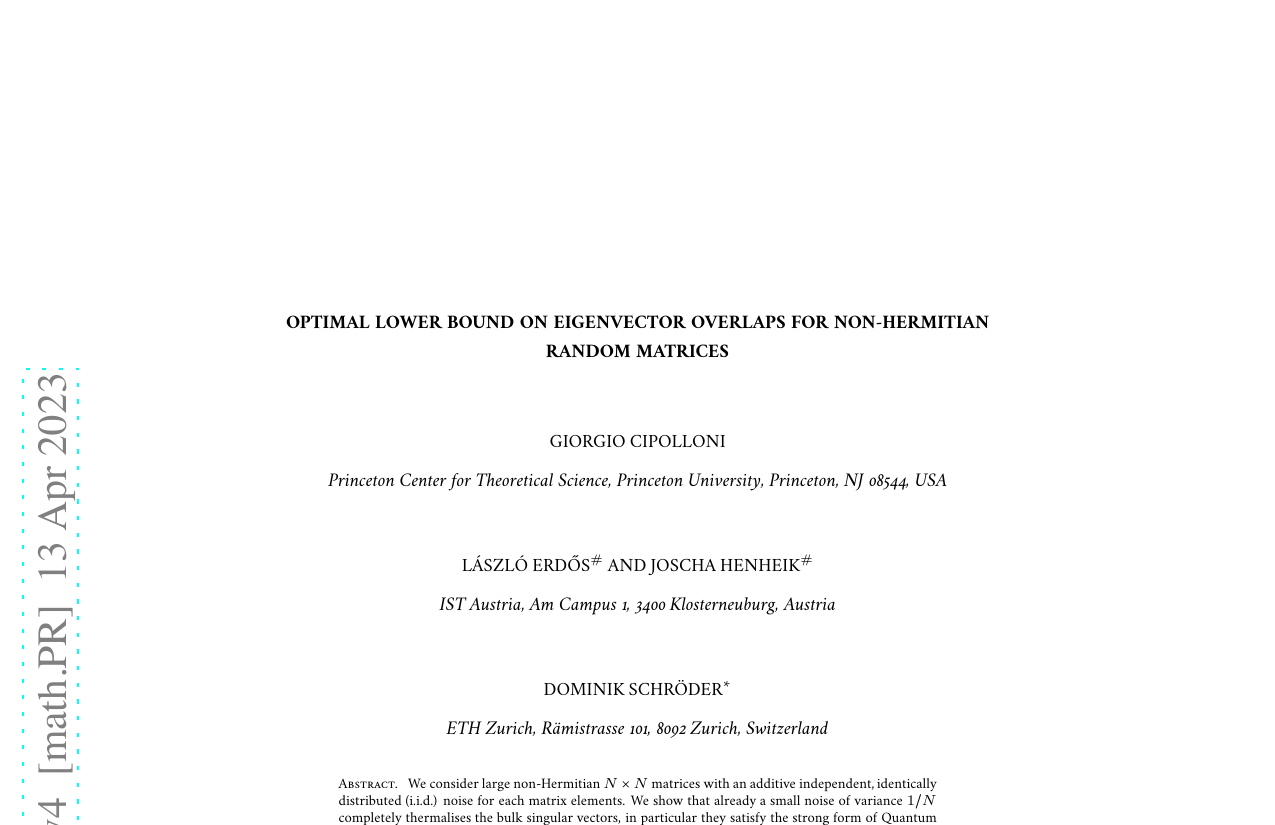 OPTIMAL LOWER BOUND ON EIGENVECTOR OVERLAPS FOR NON-HERMITIAN
RANDOM MATRICES
GIORGIO CIPOLLONI
Princeton Center for Theoretical Science, Princeton University, Princeton, NJ 08544, USA
LÁSZLÓ ERDŐS# AND JOSCHA HENHEIK#
IST Austria, Am Campus 1, 3400 Klosterneuburg, Austria
DOMINIK SCHRÖDER*
ETH Zurich, Rämistrasse 101, 8092 Zurich, Switzerland
ABSTRACT. We consider large non-Hermitian N × N matrices with an additive independent, identically
distributed (i.i.d.) noise for each matrix elements. We show that already a small noise of variance 1/N
completely thermalises the bulk singular vectors, in particular they satisfy the strong form of Quantum
v4 [math.PR] 13 Apr 2023